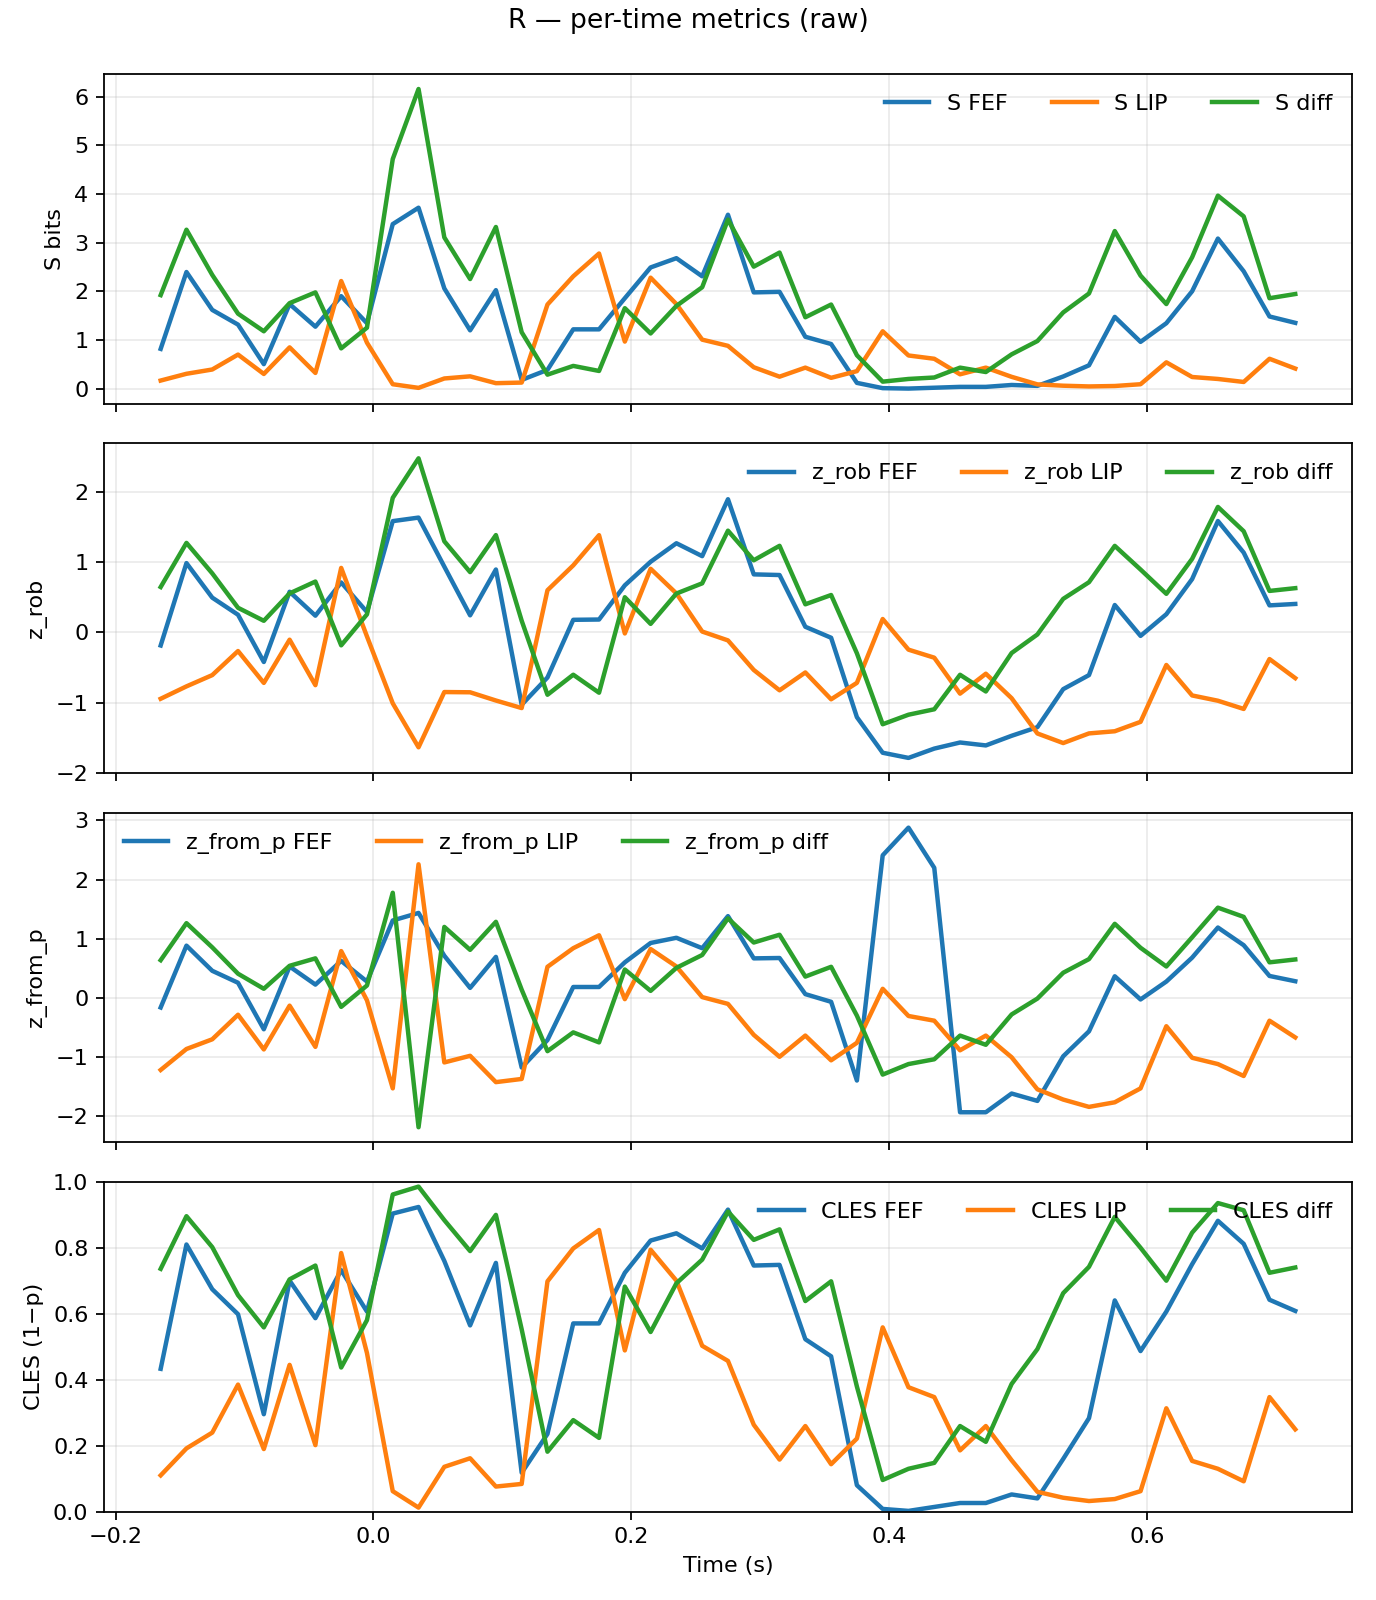 R — per-time metrics (raw)
S FEF S LIP S diff
6
5
4
3
2
1
0
S bits
z_rob FEF z_rob LIP z_rob diff
2
1
0
−1
−2
z_rob
z_from_p FEF z_from_p LIP z_from_p diff
3
2
1
0
−1
−2
z_from_p
CLES FEF CLES LIP CLES diff
1.0
0.8
0.6
0.4
0.2
0.0
CLES (1−p)
−0.2 0.0 0.2 0.4 0.6
Time (s)